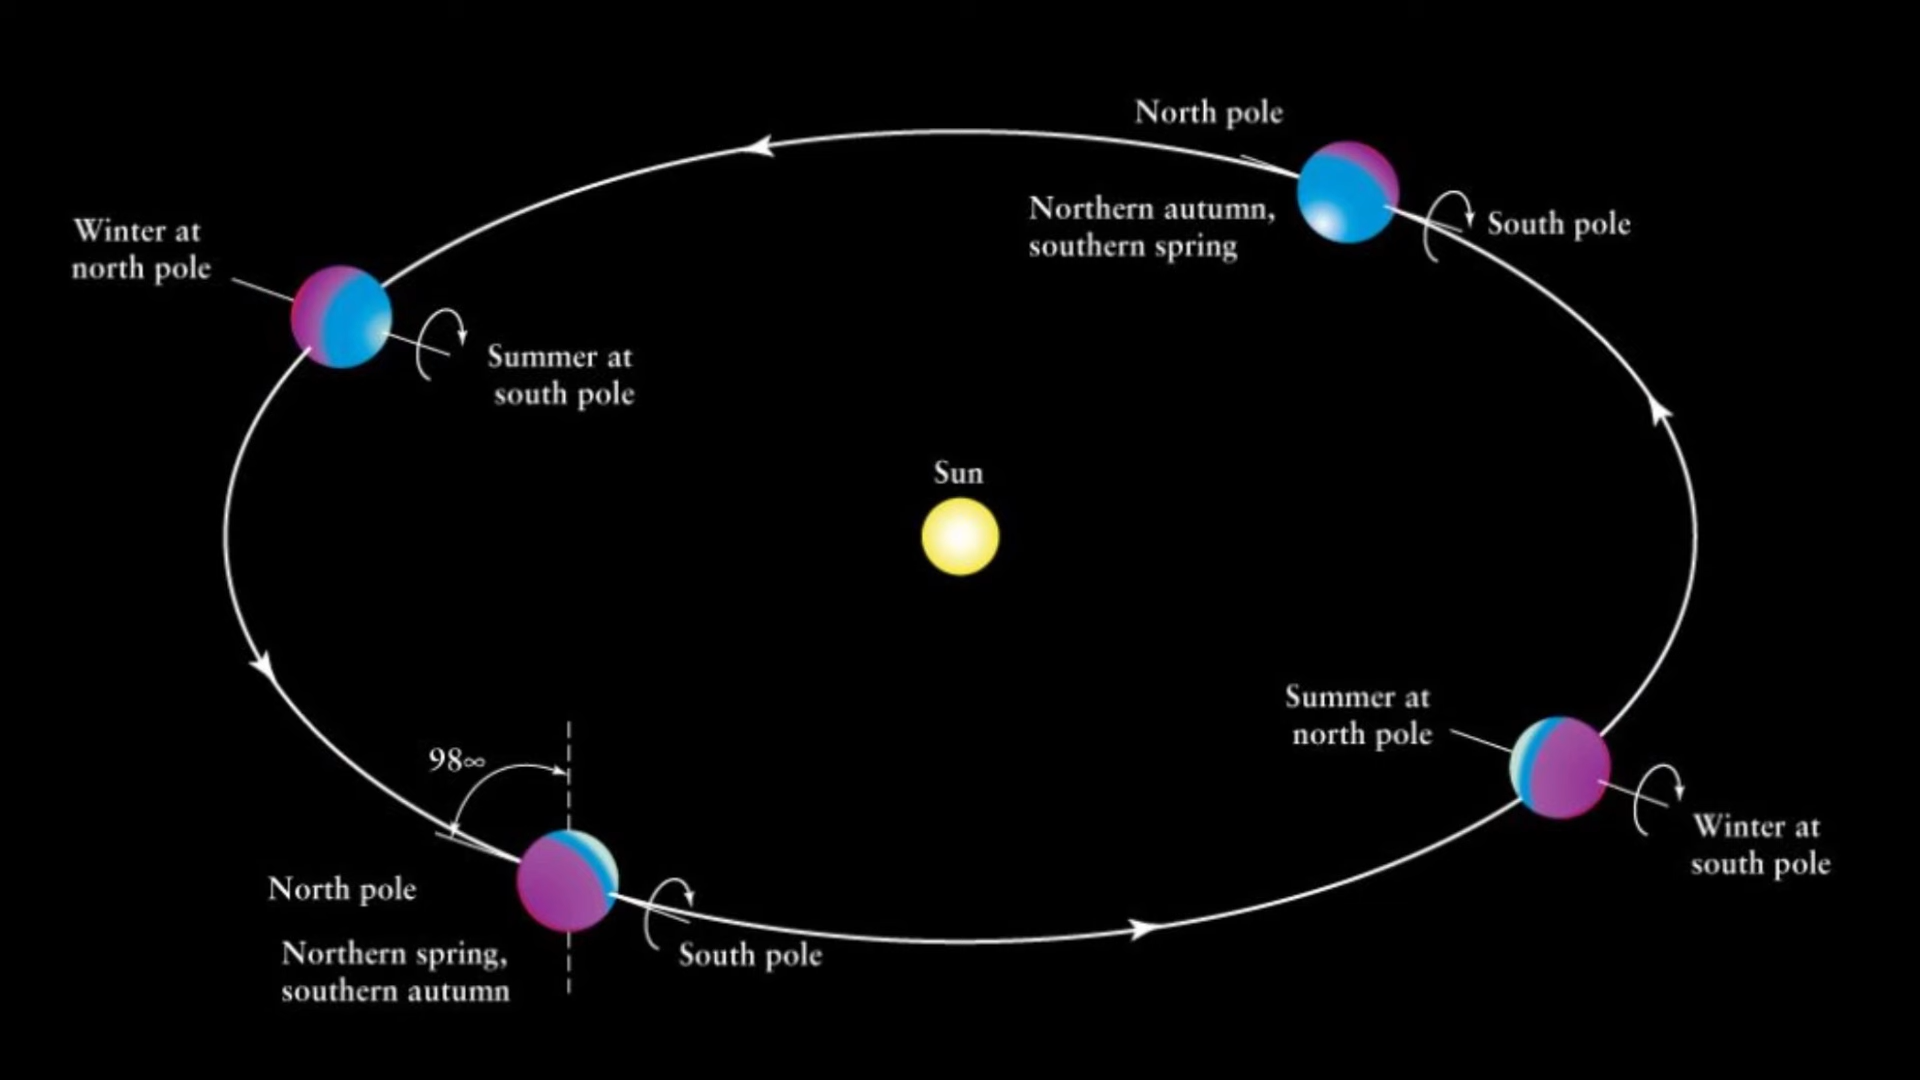 North pole
Northern autumn,
southern spring
South pole
Winter at
north pole
Summer at
south pole
Sun
Summer at
north pole
Winter at
south pole
98∞
North pole
Northern spring,
southern autumn
South pole